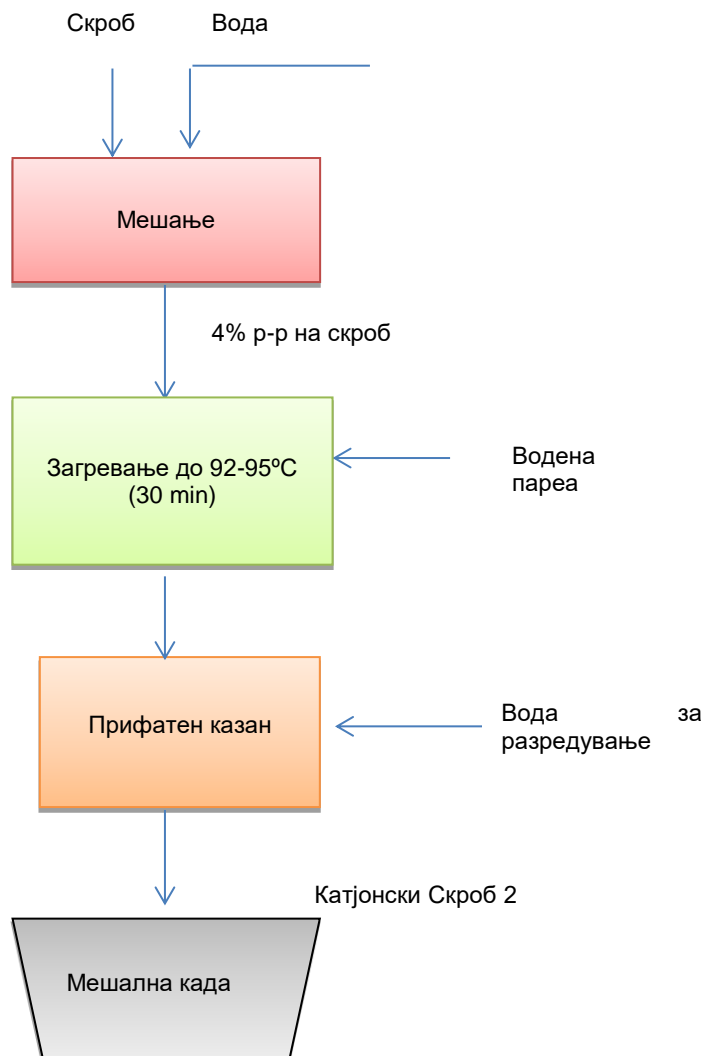 Скроб Вода
Мешање
4% р-р на скроб
Загревање до 92-95ºC
(30 min)
Водена
пареа
Прифатен казан
Вода за
разредување
Катјонски Скроб 2
Мешална када